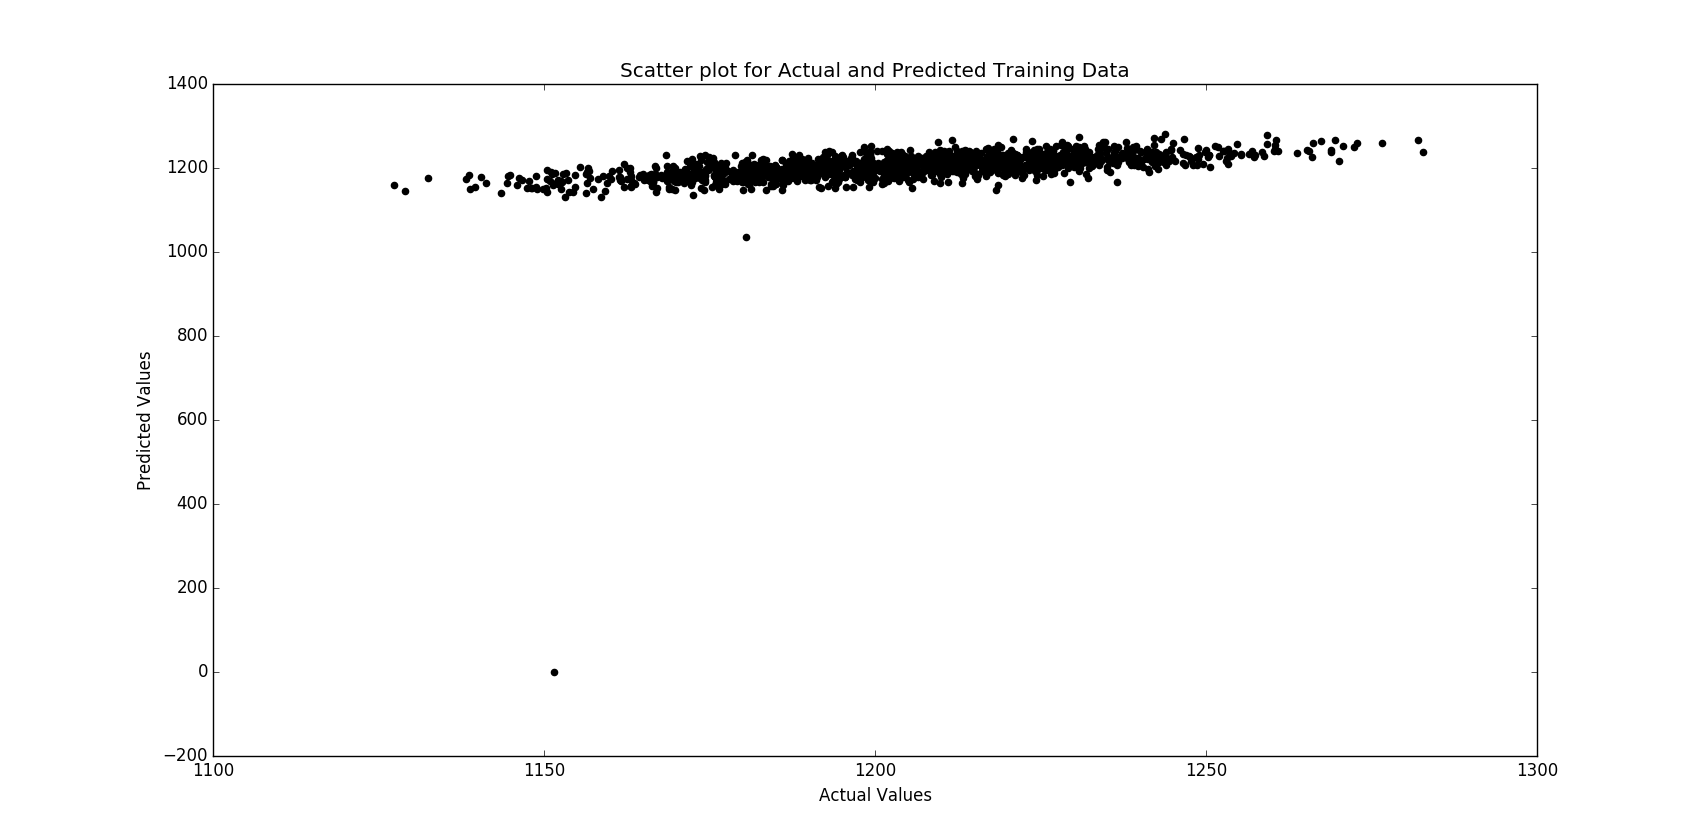 Scatter plot for Actual and Predicted Training Data
1400
1200
1000
800
600
400
200
0
−200
Predicted Values
1100 1150 1200 1250 1300
Actual Values